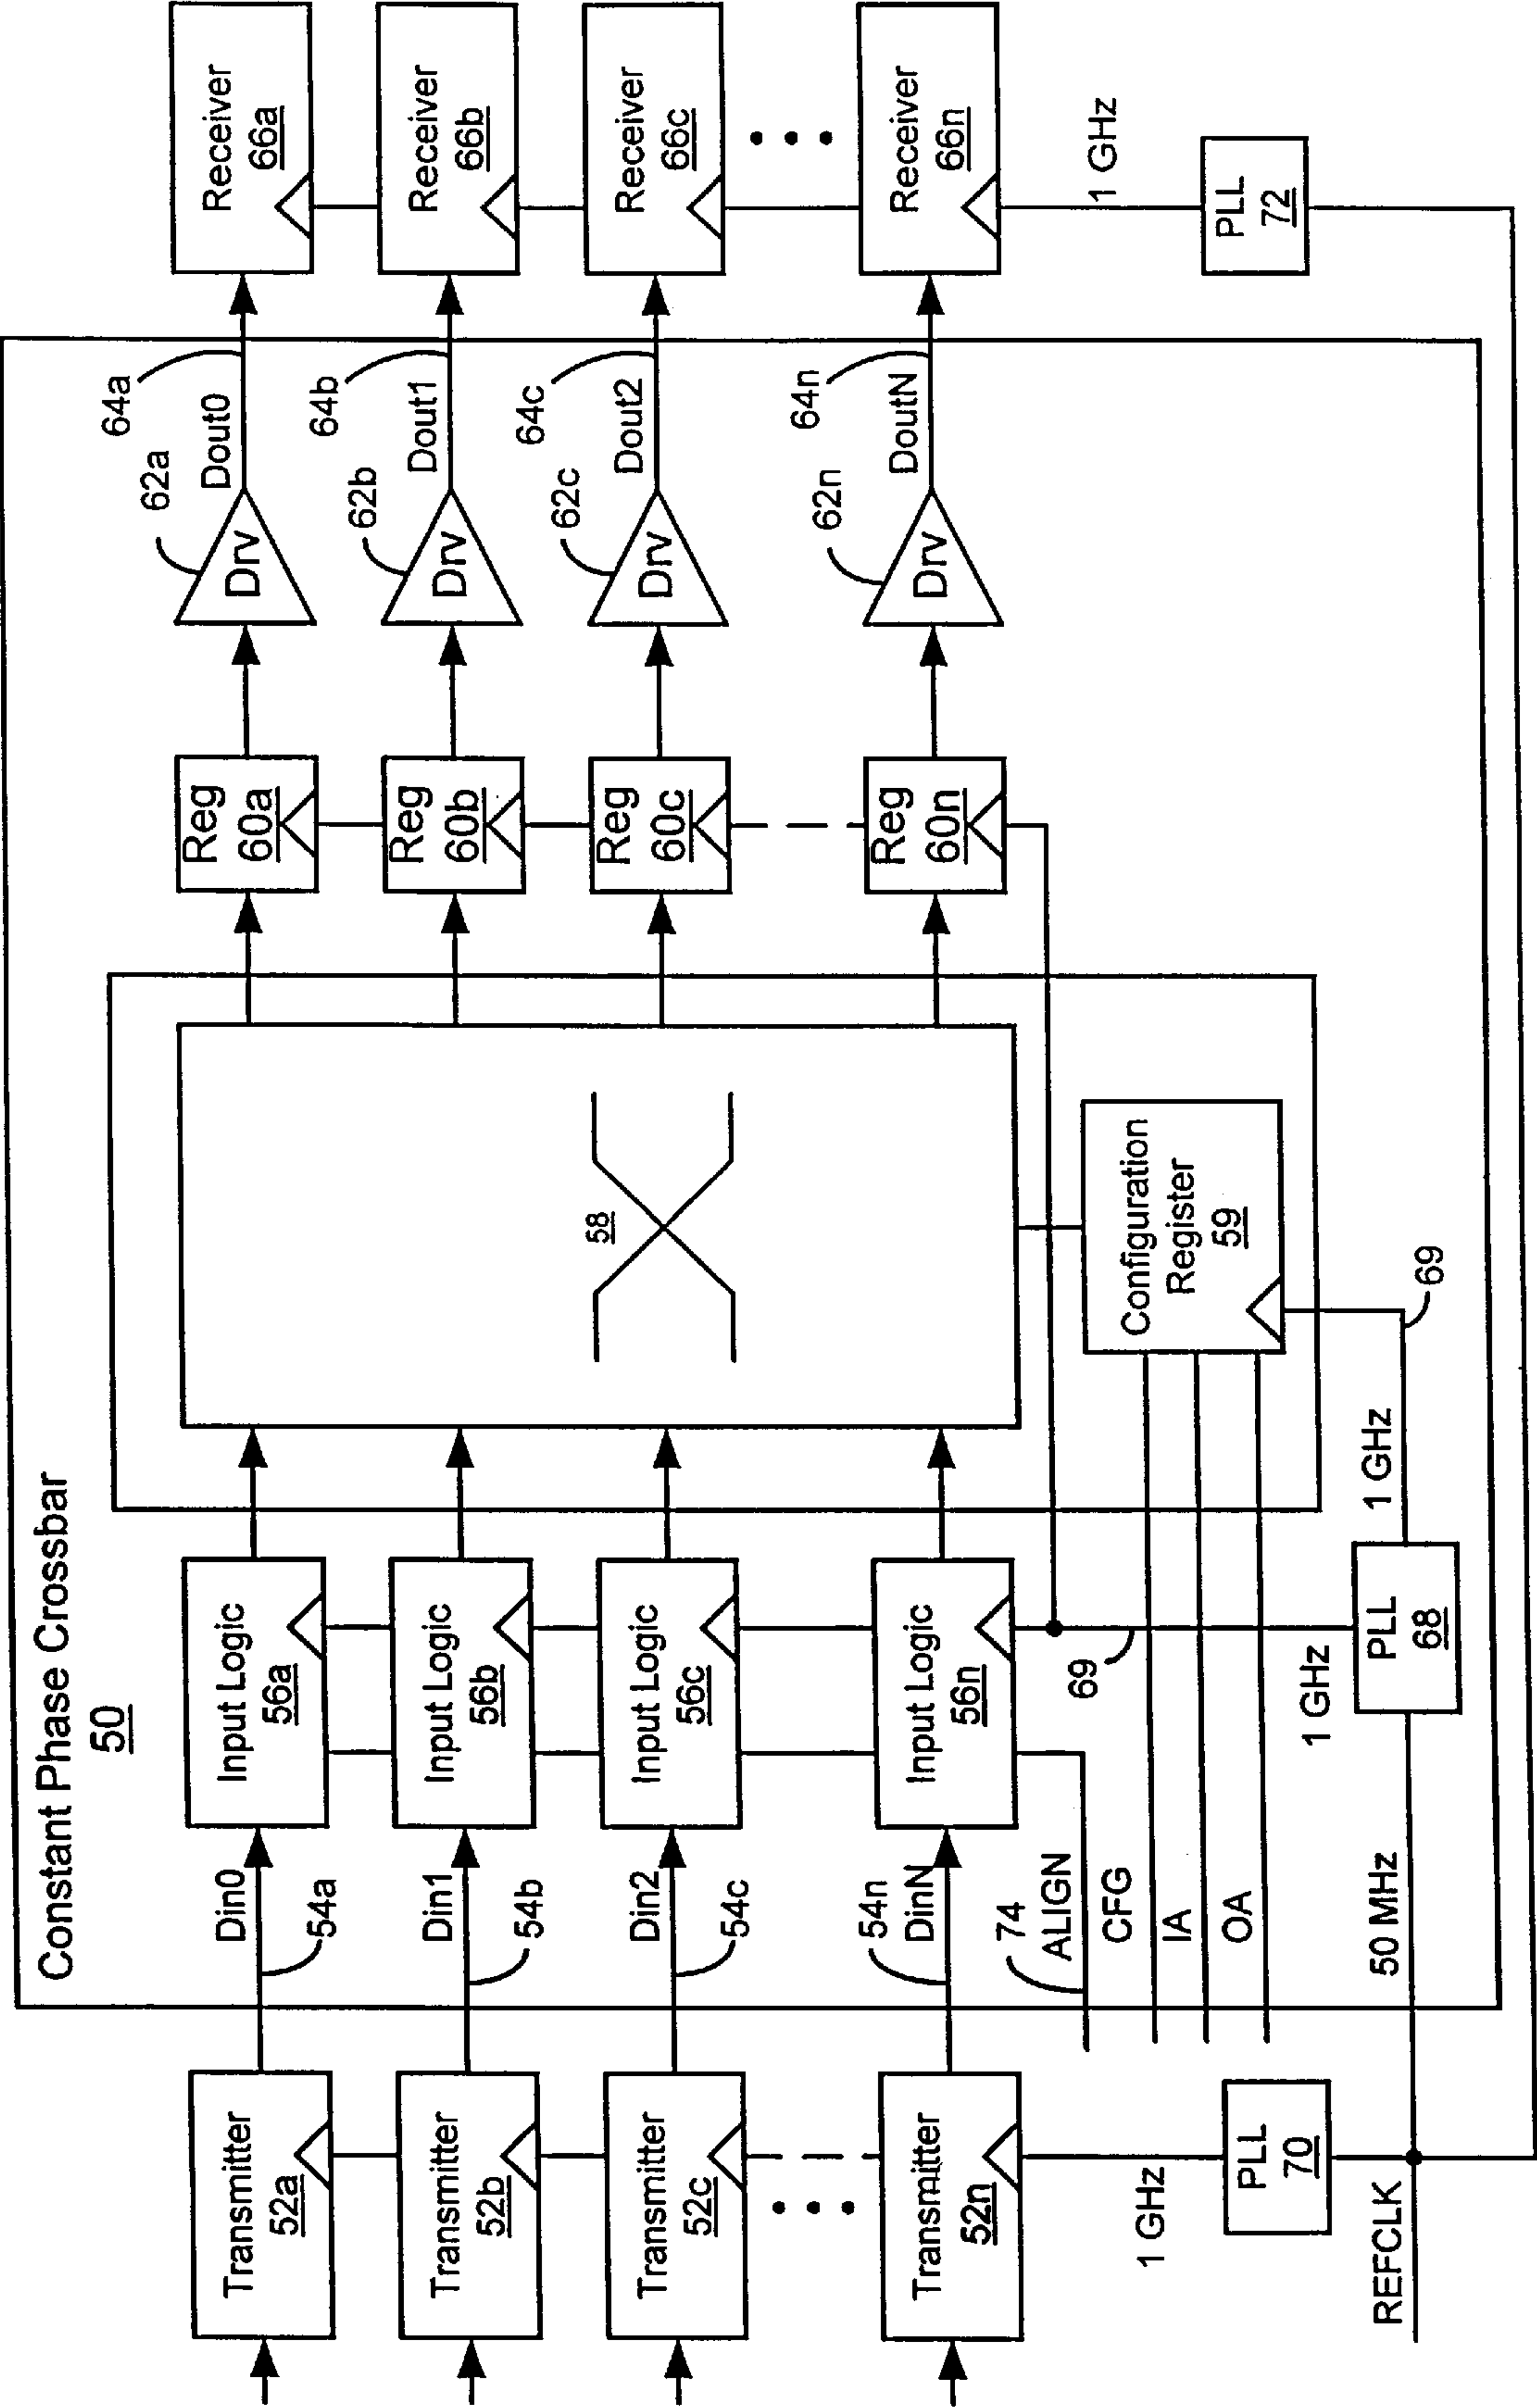 Constant Phase Crossbar
50
Transmitter
52a
Din0
54a
Input Logic
56a
Reg
60a
62a
Drv
Dout0
64a
Receiver
66a
Transmitter
52b
Din1
54b
Input Logic
56b
Reg
60b
62b
Drv
Dout1
64b
Receiver
66b
Transmitter
52c
Din2
54c
Input Logic
56c
58
Reg
60c
62c
Drv
Dout2
64c
Receiver
66c
Transmitter
52n
54n
DinN
Input Logic
56n
Reg
60n
62n
Drv
DoutN
64n
Receiver
66n
74
ALIGN
CFG
IA
OA
69
Configuration
Register
59
1 GHz
PLL
70
1 GHz
PLL
68
1 GHz
69
1 GHz
PLL
72
REFCLK
50 MHz